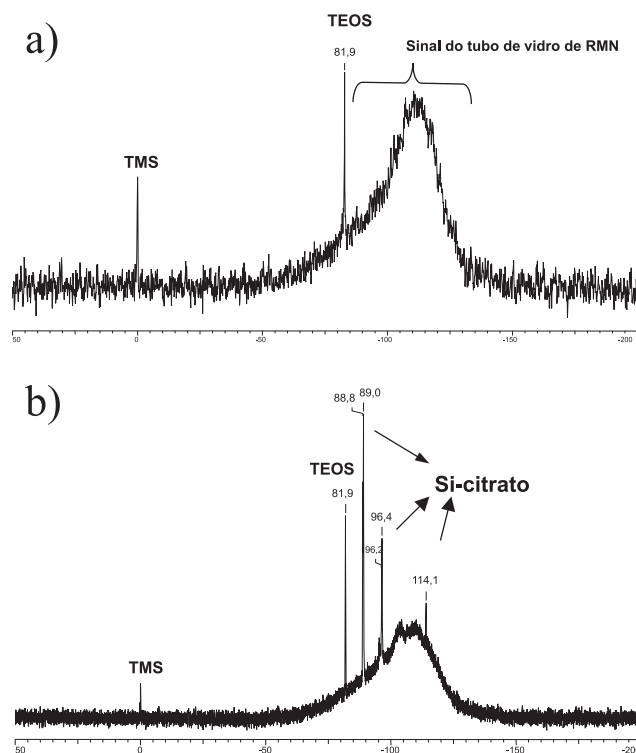 a)
TEOS
81,9
Sinal do tubo de vidro de RMN
TMS
50 0 -50 -100 -150 -200
b)
88,8 89,0
TEOS
81,9
Si-citrato
96,4
96,2
114,1
TMS
50 0 -50 -100 -150 -200